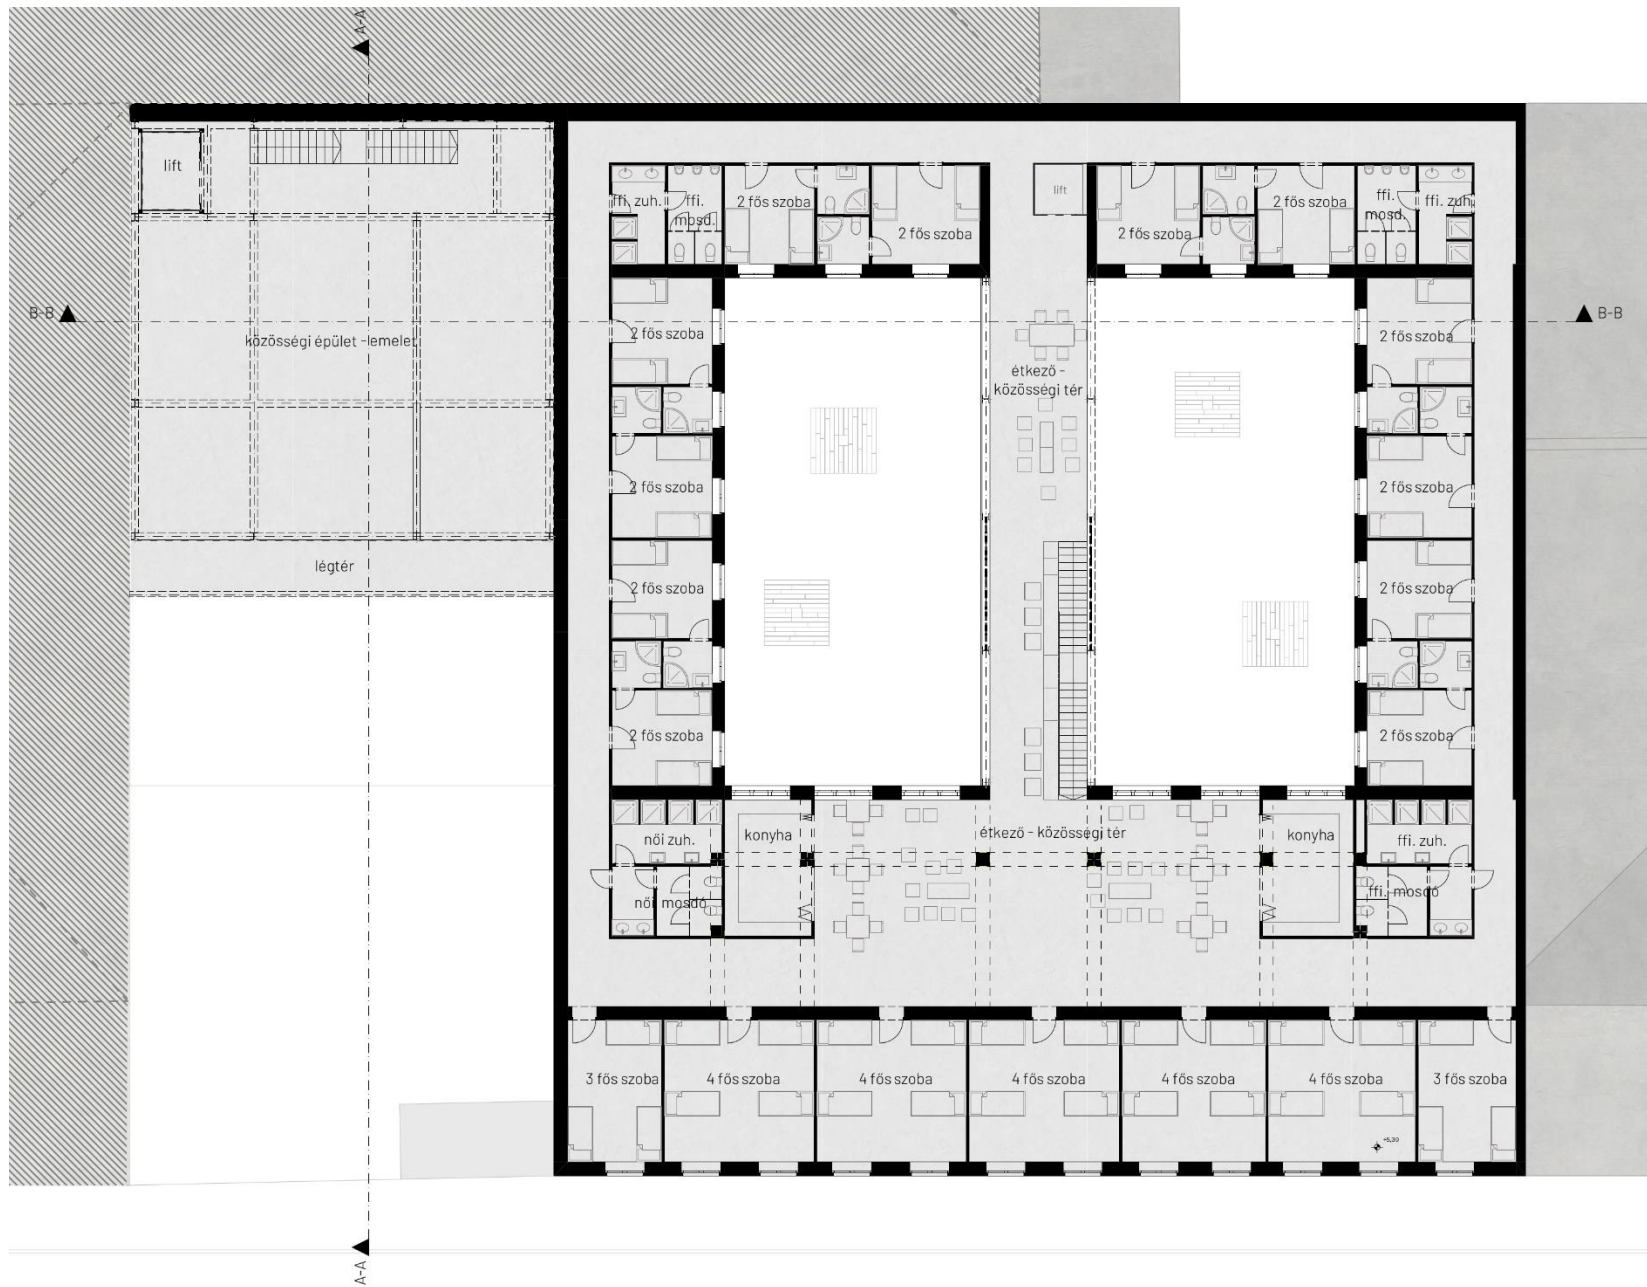 A-A
lift
ffi. zuh.
ffi.
mosd.
2 fős szoba
2 fős szoba
lift
2 fős szoba
2 fős szoba
ffi.
mosd.
ffi. zuh.
B-B
B-B
közösségi épület - I.emelet
2 fős szoba
étkező -
közösségi tér
2 fős szoba
2 fős szoba
2 fős szoba
légtér
2 fős szoba
2 fős szoba
2 fős szoba
2 fős szoba
női zuh.
konyha
étkező - közösségi tér
konyha
ffi. zuh.
női mosdó
ffi. mosdó
3 fős szoba
4 fős szoba
4 fős szoba
4 fős szoba
4 fős szoba
4 fős szoba
3 fős szoba
+5,20
A-A